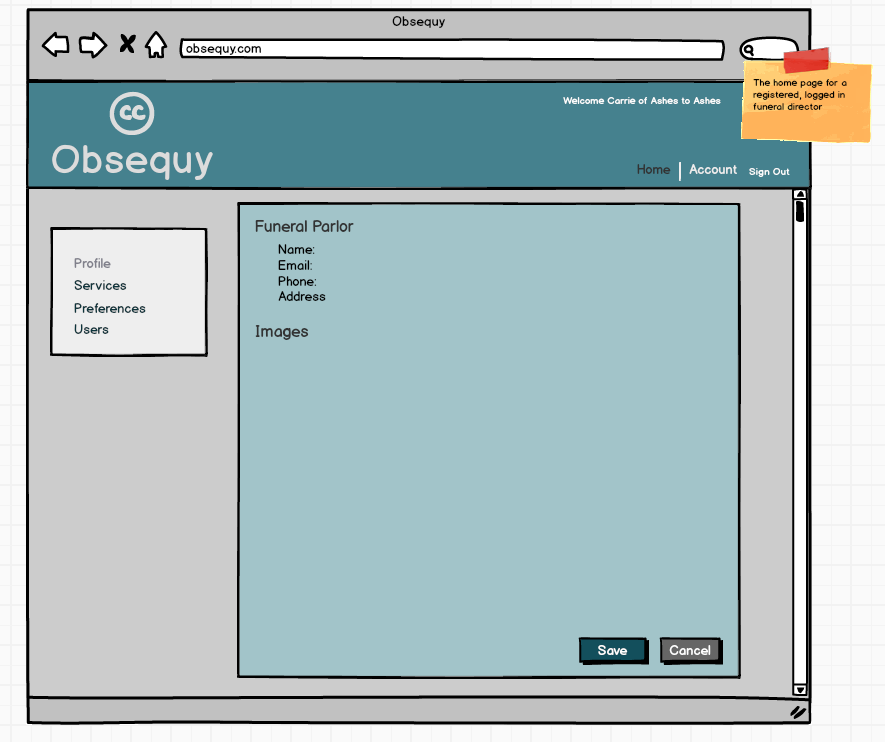 Obsequy
obsequy.com
The home page for a
registered, logged in
funeral director
Welcome Carrie of Ashes to Ashes
cc
Obsequy
Home Account Sign Out
Profile
Services
Preferences
Users
Funeral Parlor
Name:
Email:
Phone:
Address
Images
Save Cancel